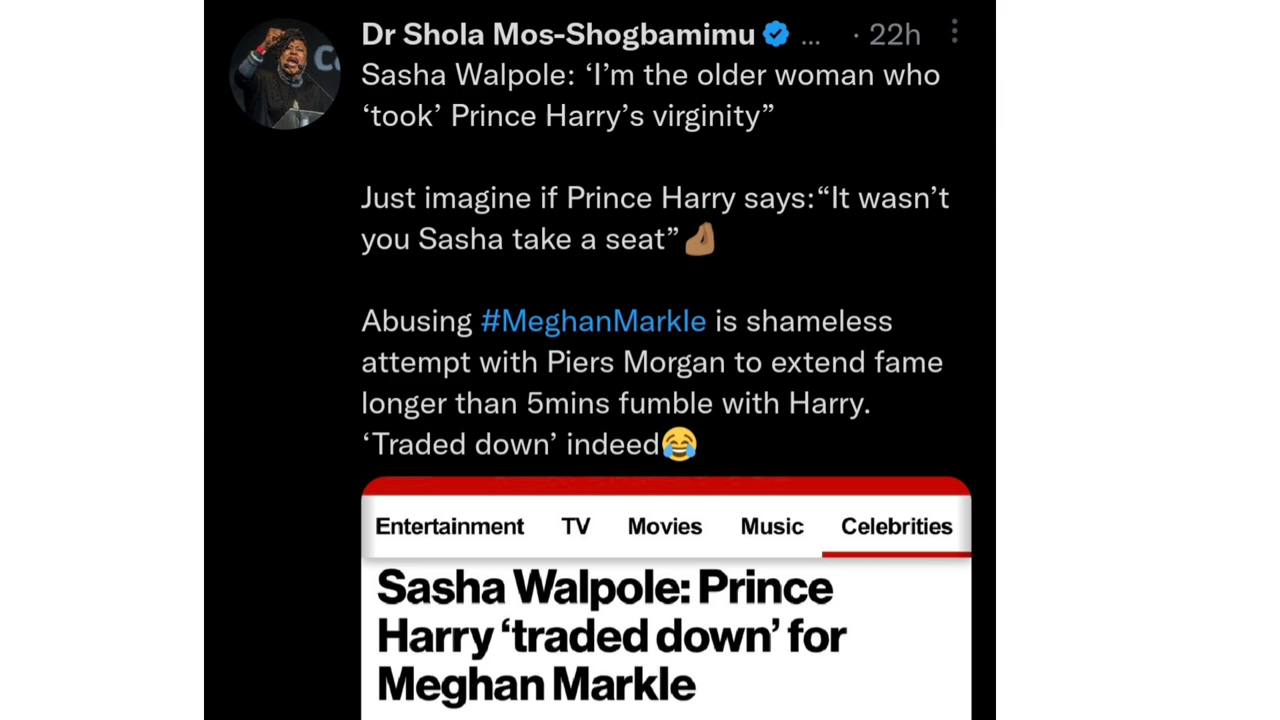 Dr Shola Mos-Shogbamimu ... · 22h
Sasha Walpole: ‘I’m the older woman who
‘took’ Prince Harry’s virginity”
Just imagine if Prince Harry says:“It wasn’t
you Sasha take a seat”🤌🏽
Abusing #MeghanMarkle is shameless
attempt with Piers Morgan to extend fame
longer than 5mins fumble with Harry.
‘Traded down’ indeed😂
Entertainment TV Movies Music Celebrities
Sasha Walpole: Prince
Harry ‘traded down’ for
Meghan Markle